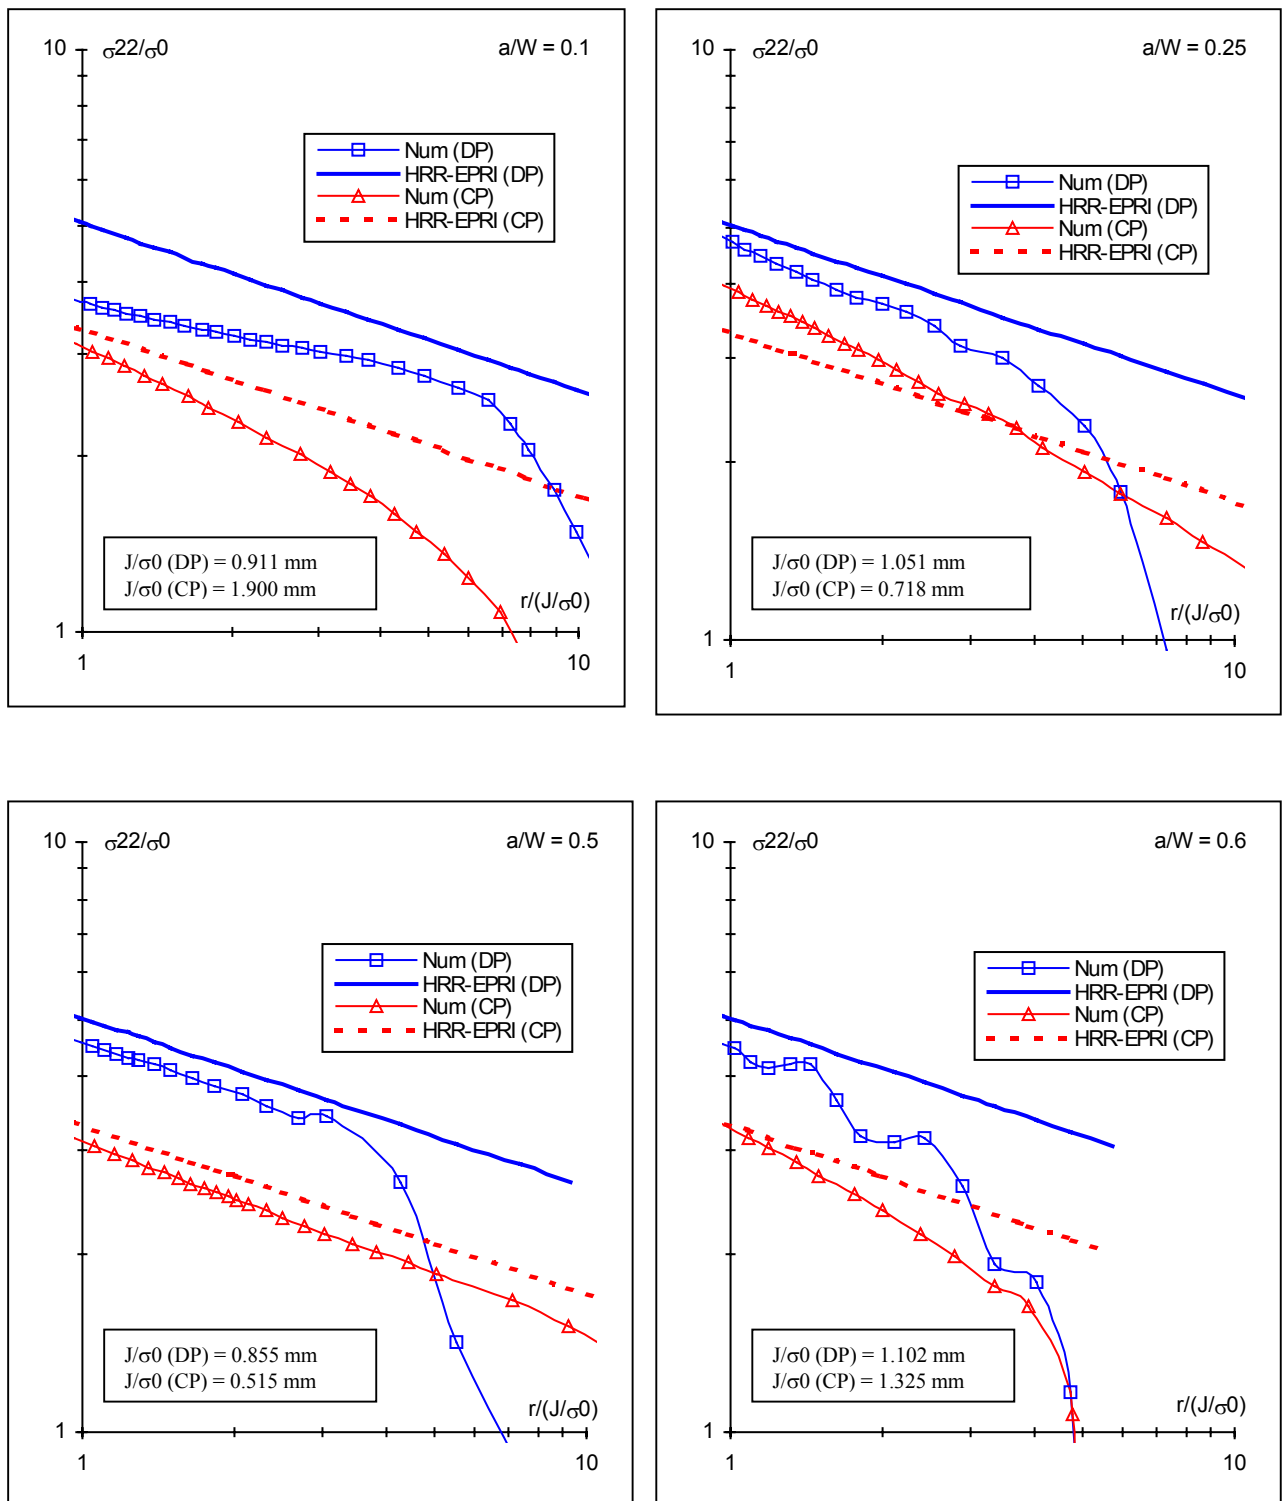 10 σ22/σ0 a/W = 0.1
Num (DP)
HRR-EPRI (DP)
Num (CP)
HRR-EPRI (CP)
J/σ0 (DP) = 0.911 mm
J/σ0 (CP) = 1.900 mm
r/(J/σ0)
1
1 10
10 σ22/σ0 a/W = 0.25
Num (DP)
HRR-EPRI (DP)
Num (CP)
HRR-EPRI (CP)
J/σ0 (DP) = 1.051 mm
J/σ0 (CP) = 0.718 mm
r/(J/σ0)
1
1 10
10 σ22/σ0 a/W = 0.5
Num (DP)
HRR-EPRI (DP)
Num (CP)
HRR-EPRI (CP)
J/σ0 (DP) = 0.855 mm
J/σ0 (CP) = 0.515 mm
r/(J/σ0)
1
1 10
10 σ22/σ0 a/W = 0.6
Num (DP)
HRR-EPRI (DP)
Num (CP)
HRR-EPRI (CP)
J/σ0 (DP) = 1.102 mm
J/σ0 (CP) = 1.325 mm
r/(J/σ0)
1
1 10